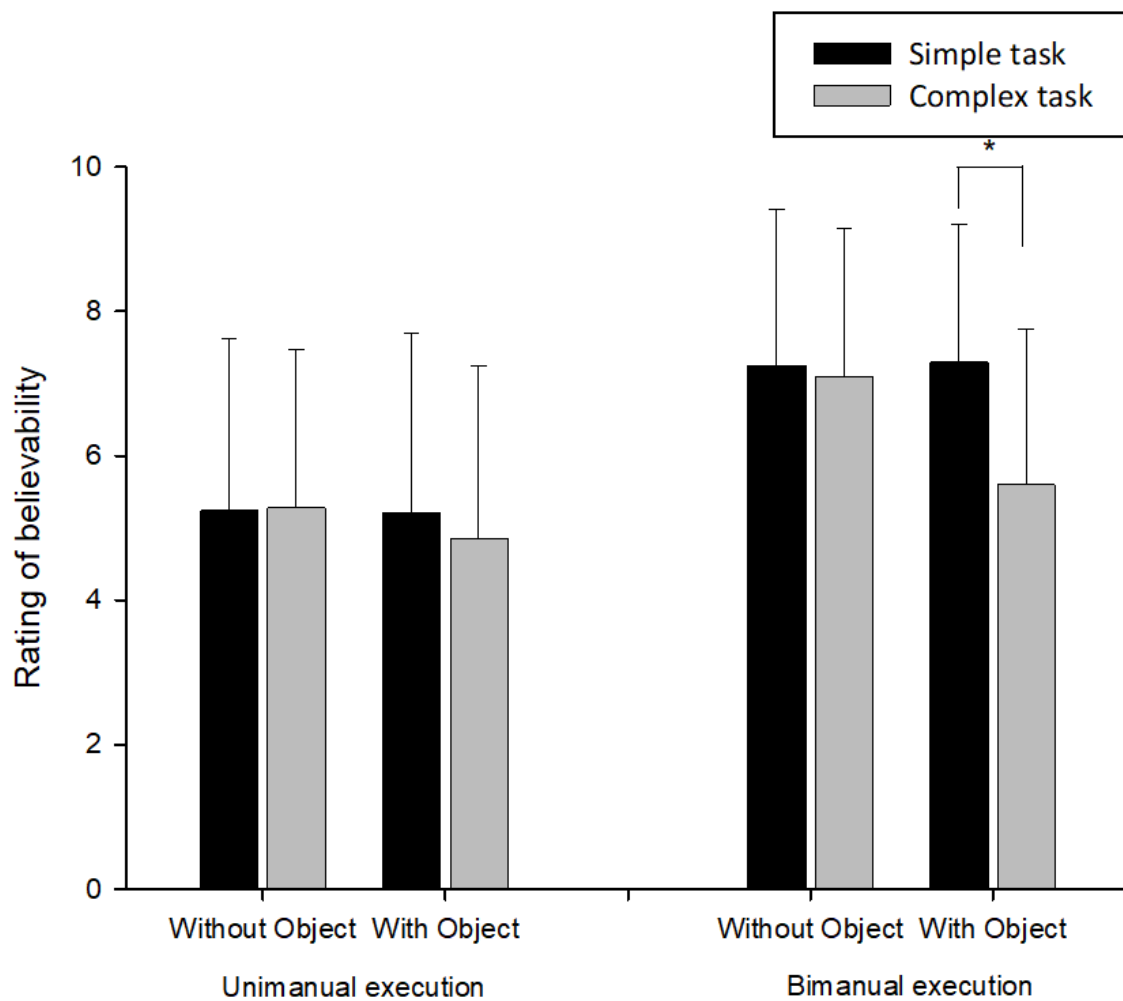 Simple task
Complex task
*
10
8
6
4
2
0
Rating of believability
Without Object With Object Without Object With Object
Unimanual execution Bimanual execution